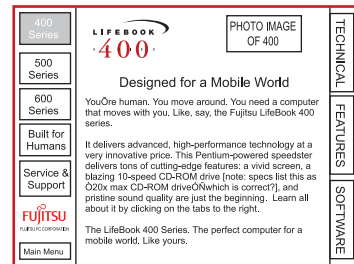 400
Series
500
Series
600
Series
Built for
Humans
Service &
Support
FUJITSU
FUJITSU PC CORPORATION
Main Menu
LIFEBOOK
400
PHOTO IMAGE
OF 400
Designed for a Mobile World
YouÕre human. You move around. You need a computer
that moves with you. Like, say, the Fujitsu LifeBook 400
series.
It delivers advanced, high-performance technology at a
very innovative price. This Pentium-powered speedster
delivers tons of cutting-edge features: a vivid screen, a
blazing 10-speed CD-ROM drive [note: specs list this as
Ò20x max CD-ROM driveÓÑwhich is correct?], and
pristine sound quality are just the beginning. Learn all
about it by clicking on the tabs to the right.
The LifeBook 400 Series. The perfect computer for a
mobile world. Like yours.
TECHNICAL
FEATURES
SOFTWARE